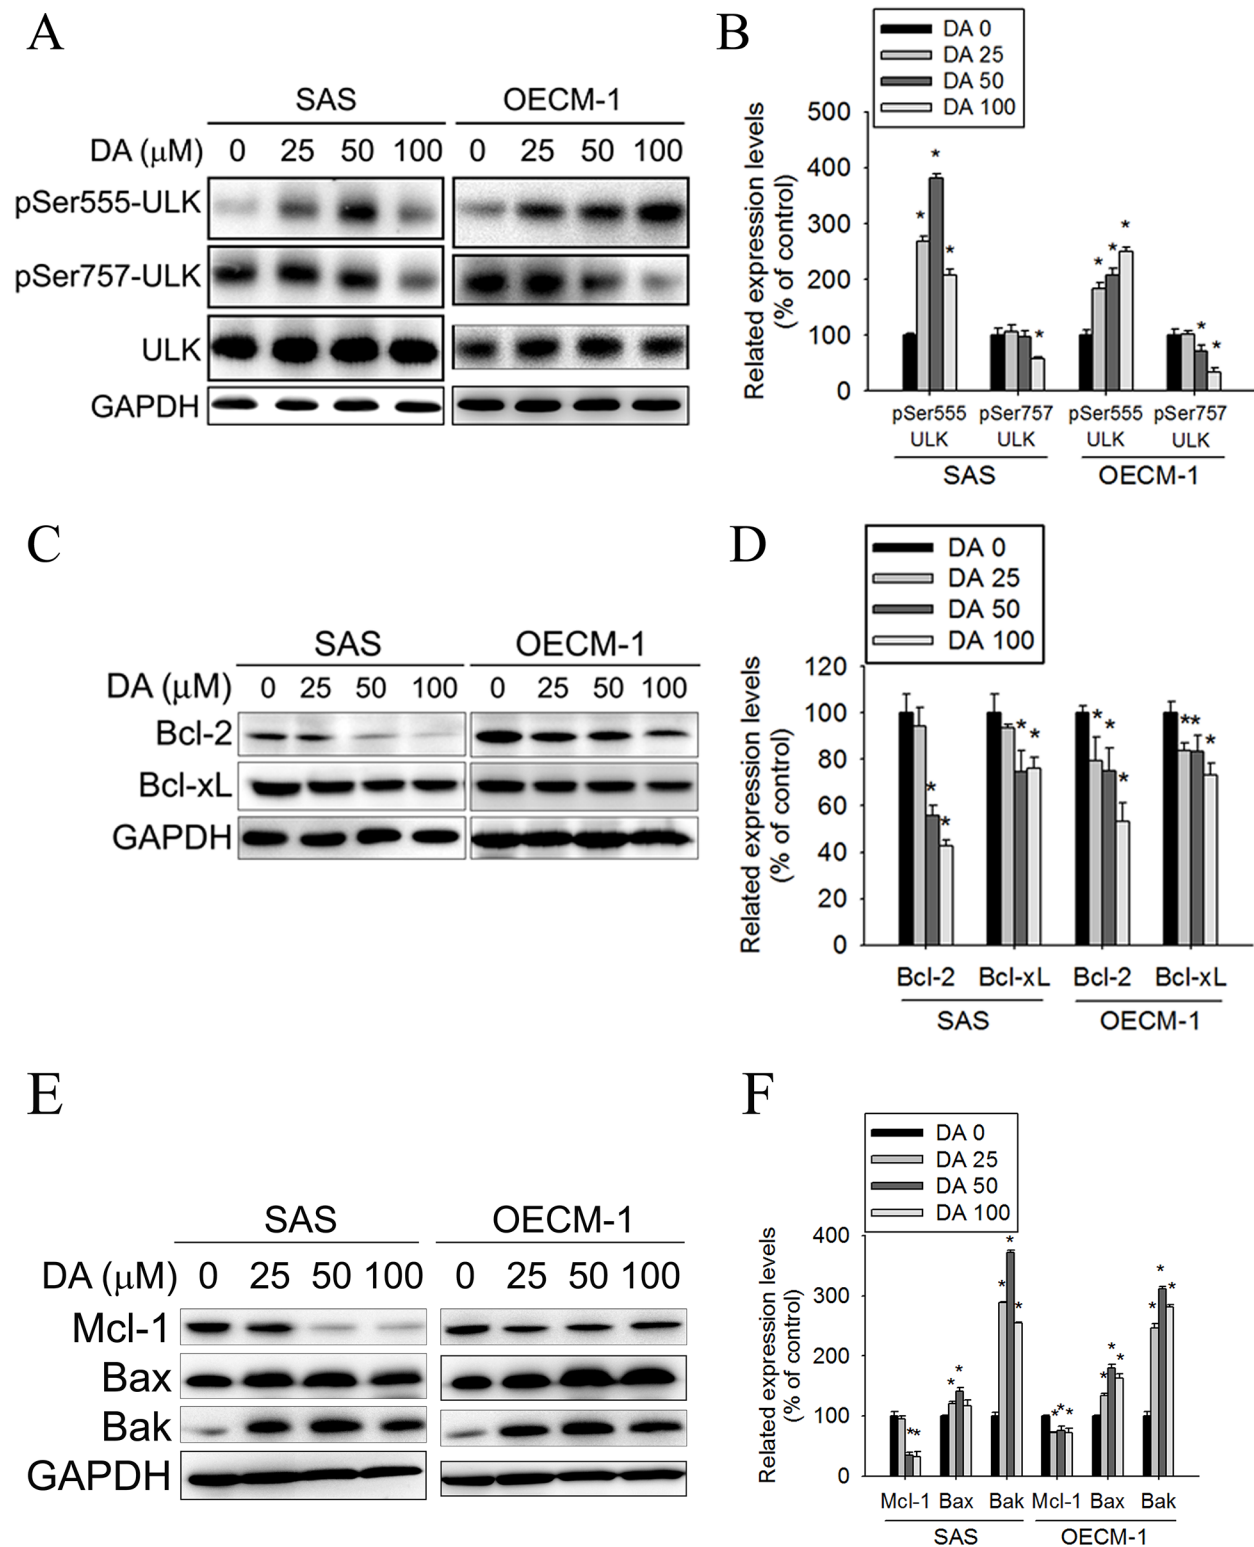 A
SAS OECM-1
DA (μM) 0 25 50 100 0 25 50 100
pSer555-ULK
pSer757-ULK
ULK
GAPDH
B
DA 0
DA 25
DA 50
DA 100
Related expression levels
(% of control)
500
400
300
200
100
0
* * * * * * * * *
pSer555 pSer757 pSer555 pSer757
ULK ULK ULK ULK
SAS OECM-1
C
SAS OECM-1
DA (μM) 0 25 50 100 0 25 50 100
Bcl-2
Bcl-xL
GAPDH
D
DA 0
DA 25
DA 50
DA 100
Related expression levels
(% of control)
120
100
80
60
40
20
0
* * * * * * * ** *
Bcl-2 Bcl-xL Bcl-2 Bcl-xL
SAS OECM-1
E
SAS OECM-1
DA (μM) 0 25 50 100 0 25 50 100
Mcl-1
Bax
Bak
GAPDH
F
DA 0
DA 25
DA 50
DA 100
Related expression levels
(% of control)
400
300
200
100
0
** * * * * * * * * * * * * * *
Mcl-1 Bax Bak Mcl-1 Bax Bak
SAS OECM-1